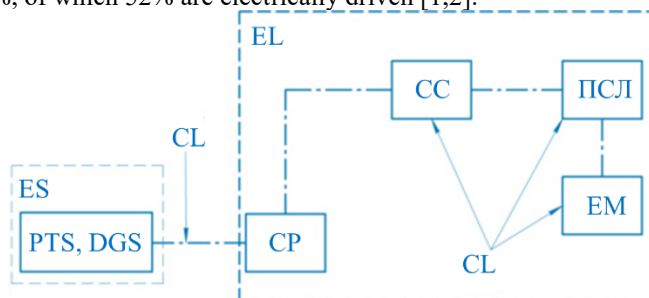 %, of which 52% are electrically driven [1,2].
EL
CC
ПСЛ
CL
ES
EM
PTS, DGS
CP
CL